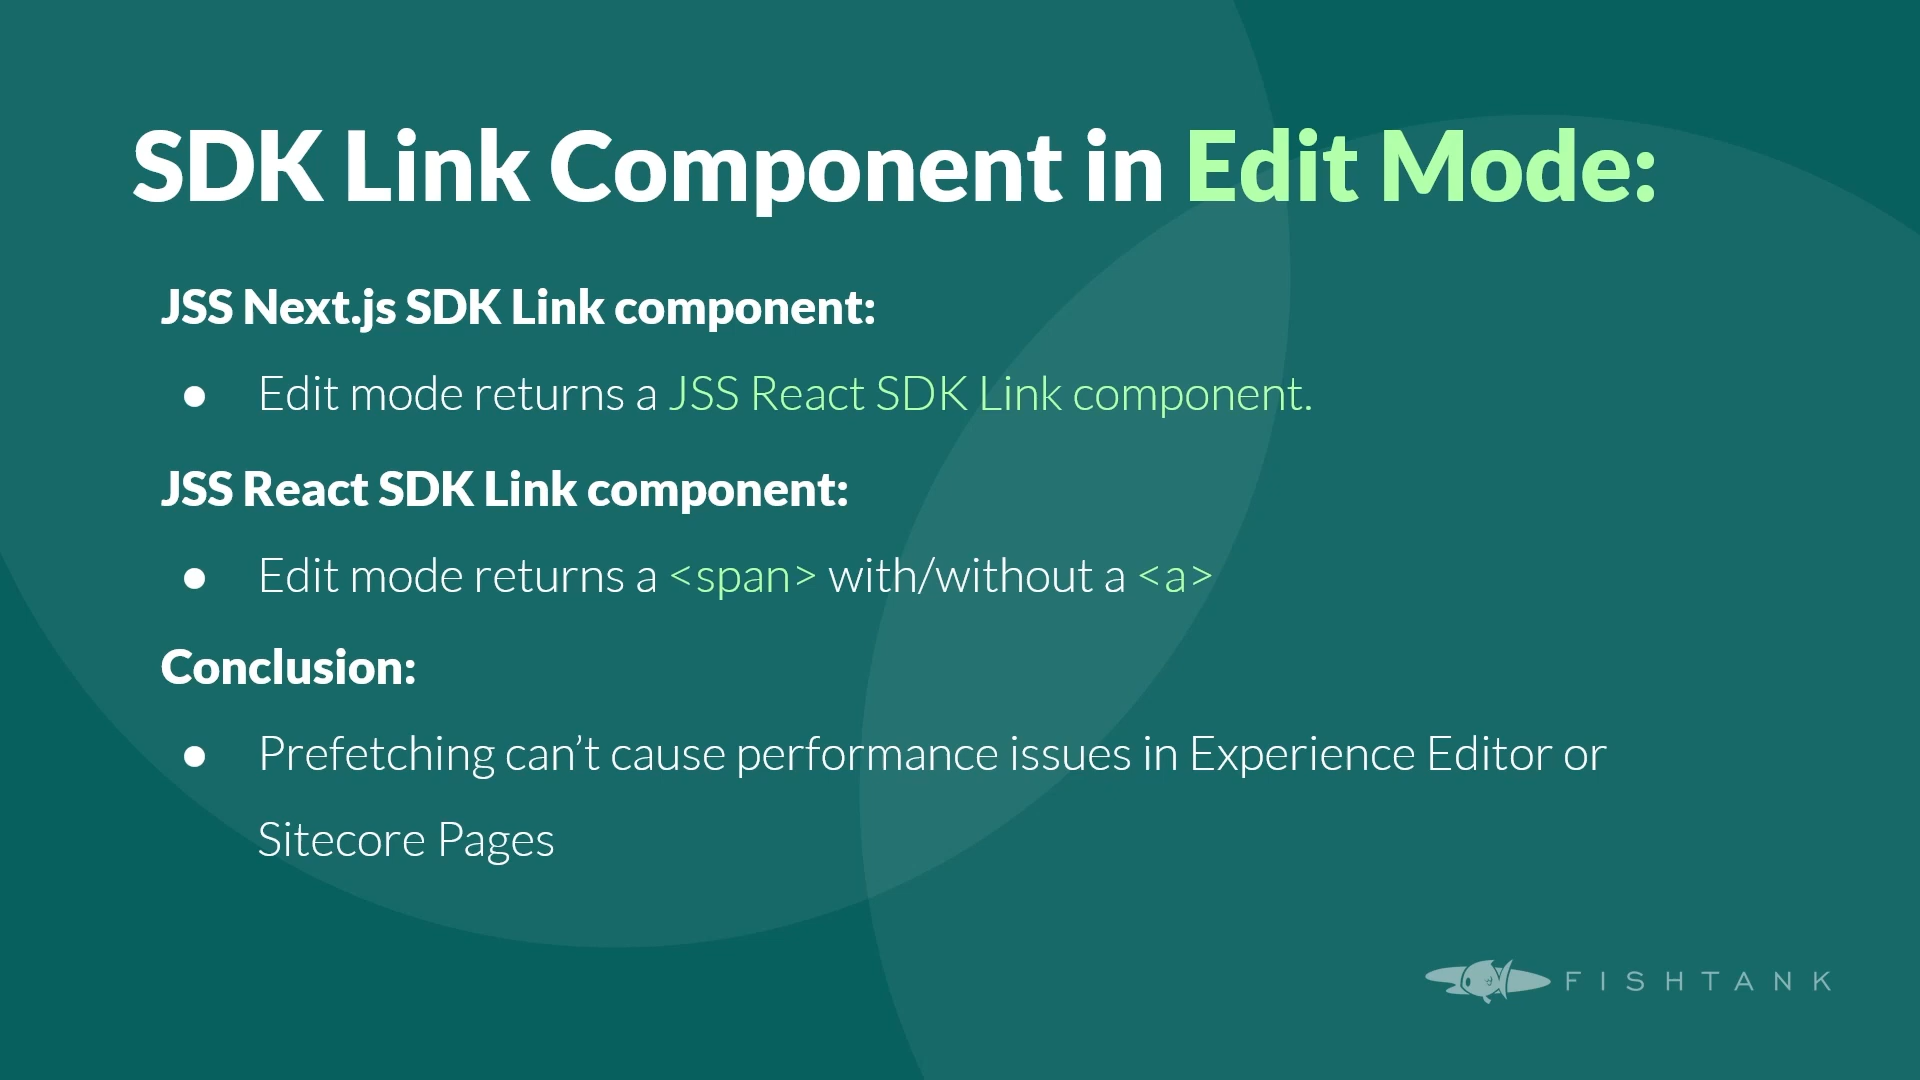 SDK Link Component in Edit Mode:
JSS Next.js SDK Link component:
● Edit mode returns a JSS React SDK Link component.
JSS React SDK Link component:
● Edit mode returns a <span> with/without a <a>
Conclusion:
● Prefetching can’t cause performance issues in Experience Editor or
Sitecore Pages
FISHTANK